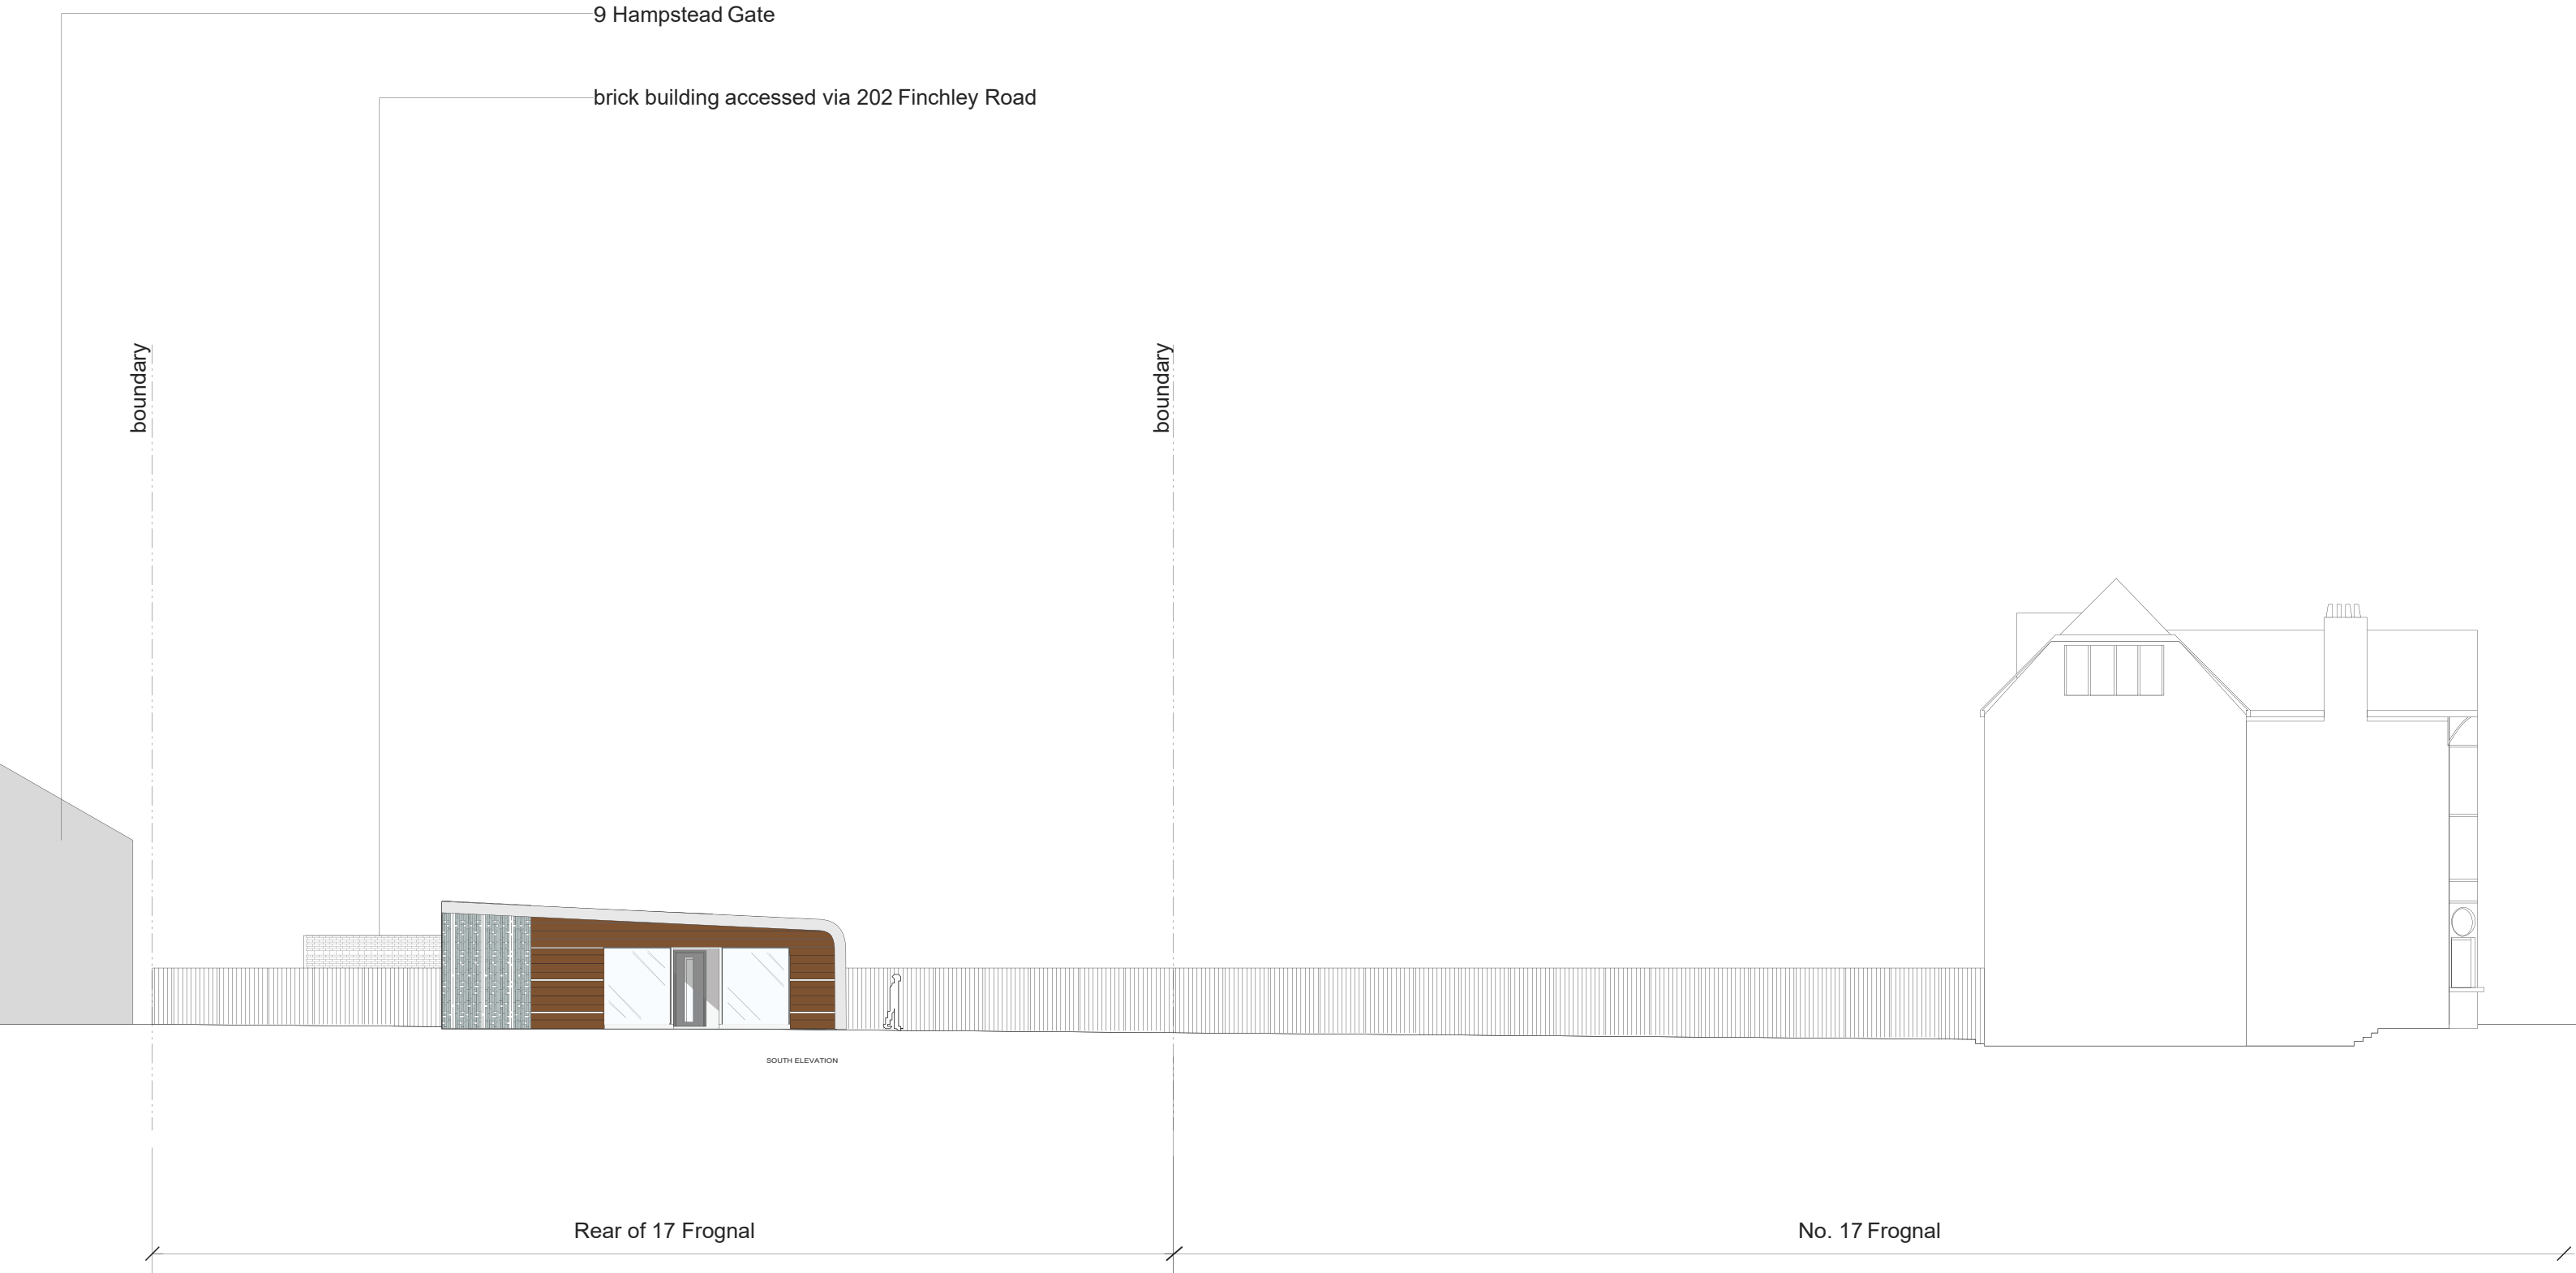 9 Hampstead Gate
brick building accessed via 202 Finchley Road
boundary
boundary
SOUTH ELEVATION
Rear of 17 Frognal
No. 17 Frognal